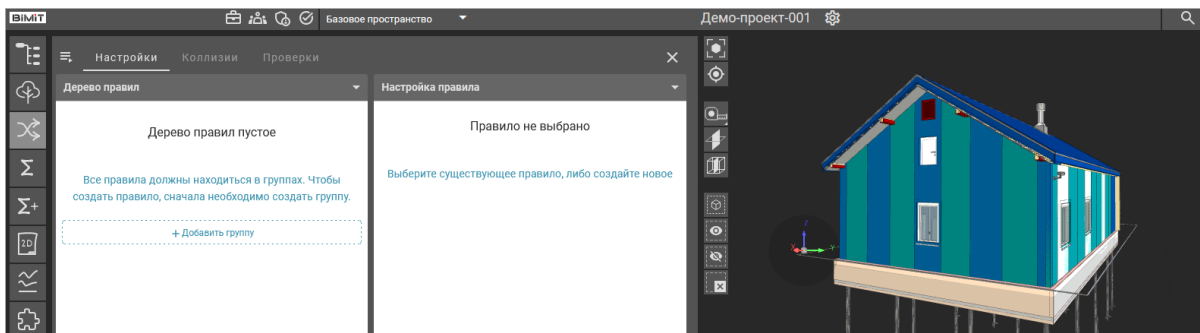 BIMIT
Базовое пространство
Демо-проект-001
Настройки Коллизии Проверки
Дерево правил
Настройка правила
Дерево правил пустое
Правило не выбрано
Все правила должны находиться в группах. Чтобы
создать правило, сначала необходимо создать группу.
Выберите существующее правило, либо создайте новое
+ Добавить группу
Σ
Σ+
2D
Z
X
Y